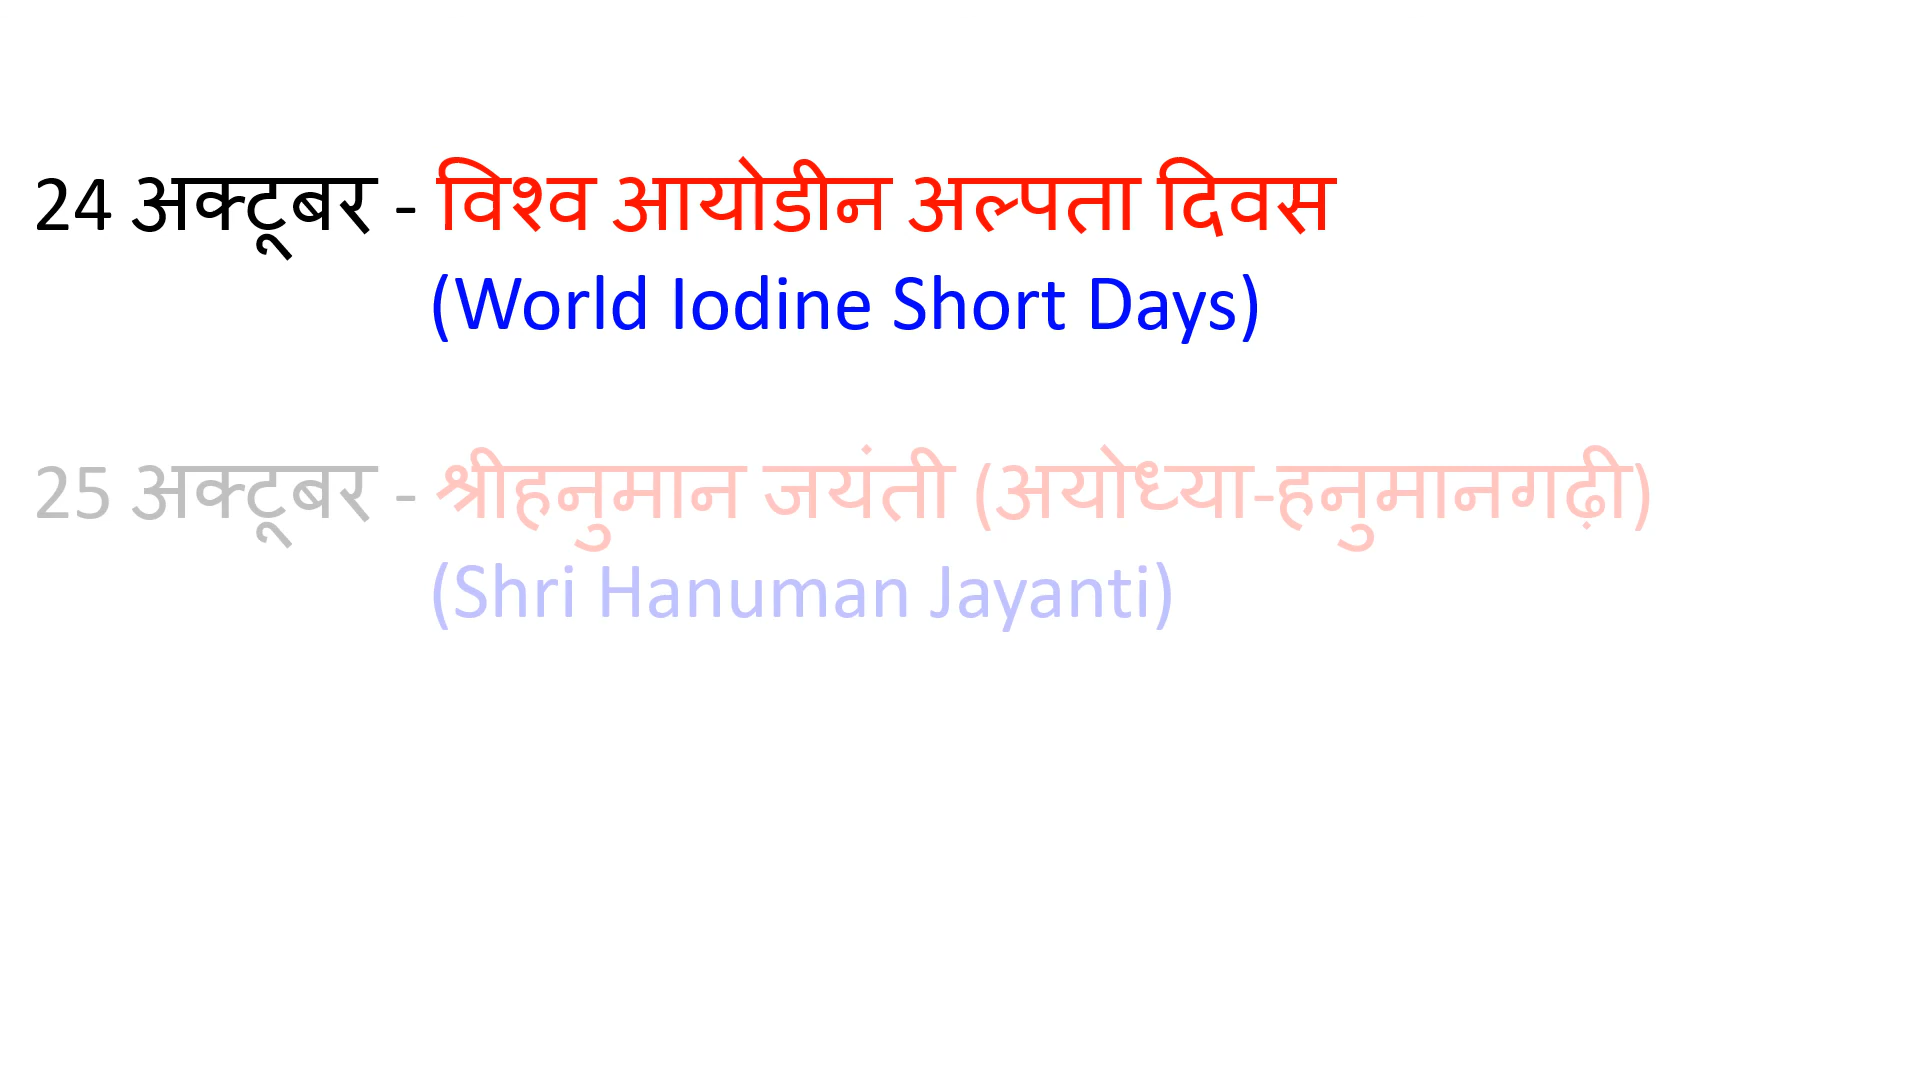 24 अक्टूबर - विश्व आयोडीन अल्पता दिवस
(World Iodine Short Days)
25 अक्टूबर - श्रीहनुमान जयंती (अयोध्या-हनुमानगढ़ी)
(Shri Hanuman Jayanti)